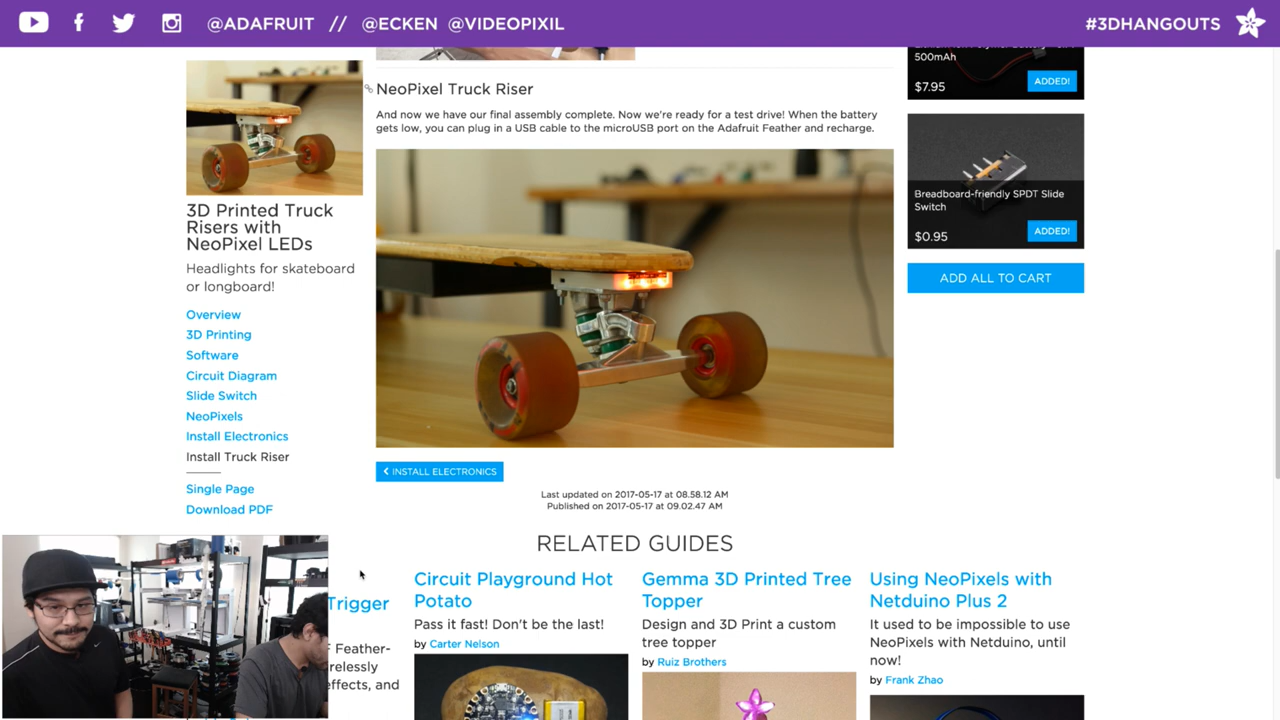 @ADAFRUIT // @ECKEN @VIDEOPIXIL
#3DHANGOUTS
3D Printed Truck
Risers with
NeoPixel LEDs
Headlights for skateboard
or longboard!
Overview
3D Printing
Software
Circuit Diagram
Slide Switch
NeoPixels
Install Electronics
Install Truck Riser
Single Page
Download PDF
NeoPixel Truck Riser
And now we have our final assembly complete. Now we're ready for a test drive! When the battery
gets low, you can plug in a USB cable to the microUSB port on the Adafruit Feather and recharge.
INSTALL ELECTRONICS
Last updated on 2017-05-17 at 08.58.12 AM
Published on 2017-05-17 at 09.02.47 AM
500mAh
$7.95
ADDED!
Breadboard-friendly SPDT Slide
Switch
$0.95
ADDED!
ADD ALL TO CART
RELATED GUIDES
Trigger
Feather-
relessly
effects, and
Circuit Playground Hot
Potato
Pass it fast! Don't be the last!
by Carter Nelson
Gemma 3D Printed Tree
Topper
Design and 3D Print a custom
tree topper
by Ruiz Brothers
Using NeoPixels with
Netduino Plus 2
It used to be impossible to use
NeoPixels with Netduino, until
now!
by Frank Zhao